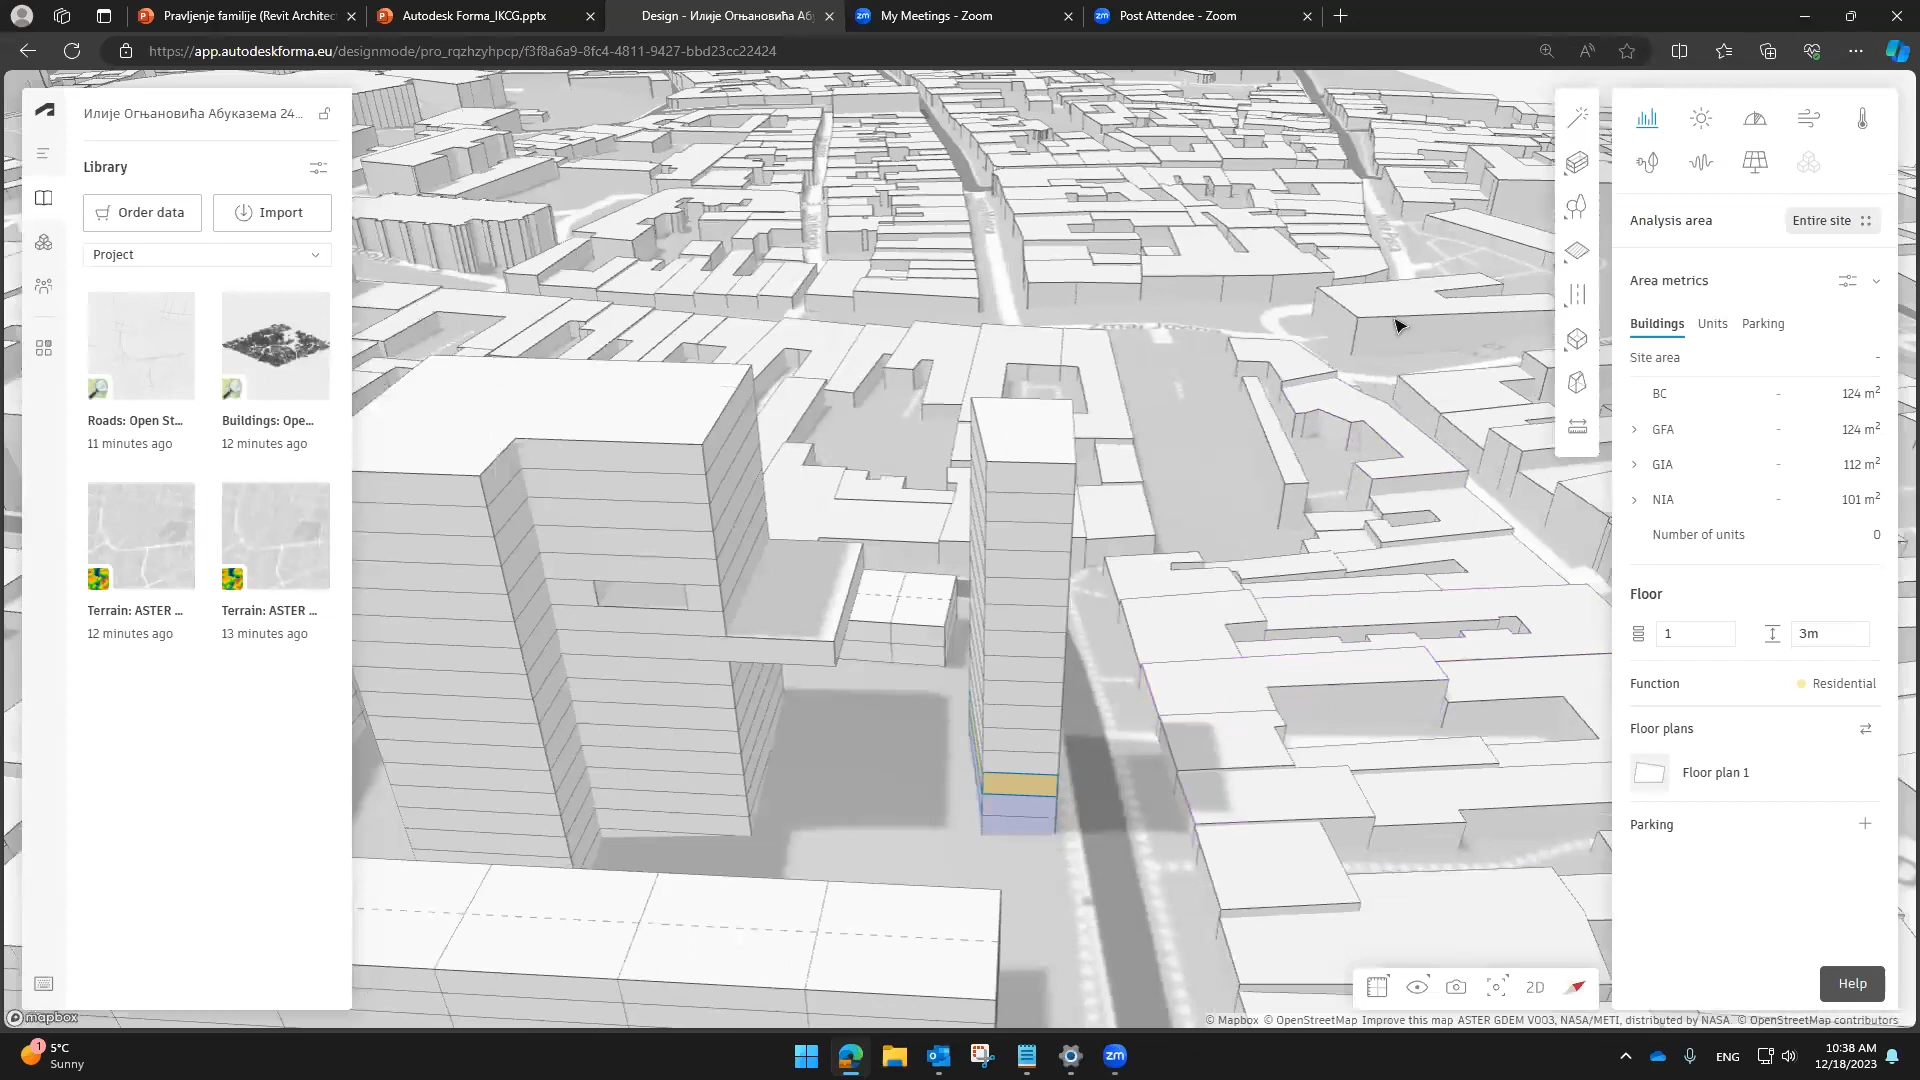 Pravljenje familije (Revit Architec
Autodesk Forma_IKCG.pptx
Design - Илије Огњановића Абу
zm
My Meetings - Zoom
zm
Post Attendee - Zoom
https://app.autodeskforma.eu/designmode/pro_rqzhzyhpcp/f3f8a6a9-8fc4-4811-9427-bbd23cc22424
Илије Огњановића Абуказема 24...
Library
Order data
Import
Project
Roads: Open St...
11 minutes ago
Buildings: Ope...
12 minutes ago
Terrain: ASTER ...
12 minutes ago
Terrain: ASTER ...
13 minutes ago
mapbox
Analysis area
Entire site
Area metrics
Buildings
Units
Parking
Site area -
BC - 124 m²
GFA - 124 m²
GIA - 112 m²
NIA - 101 m²
Number of units 0
Floor
1
3m
Function
Residential
Floor plans
Floor plan 1
Parking
Help
2D
© Mapbox © OpenStreetMap Improve this map ASTER GDEM V003, NASA/METI, distributed by NASA. © OpenStreetMap contributors
1
5°C
Sunny
zm
ENG
10:38 AM
12/18/2023